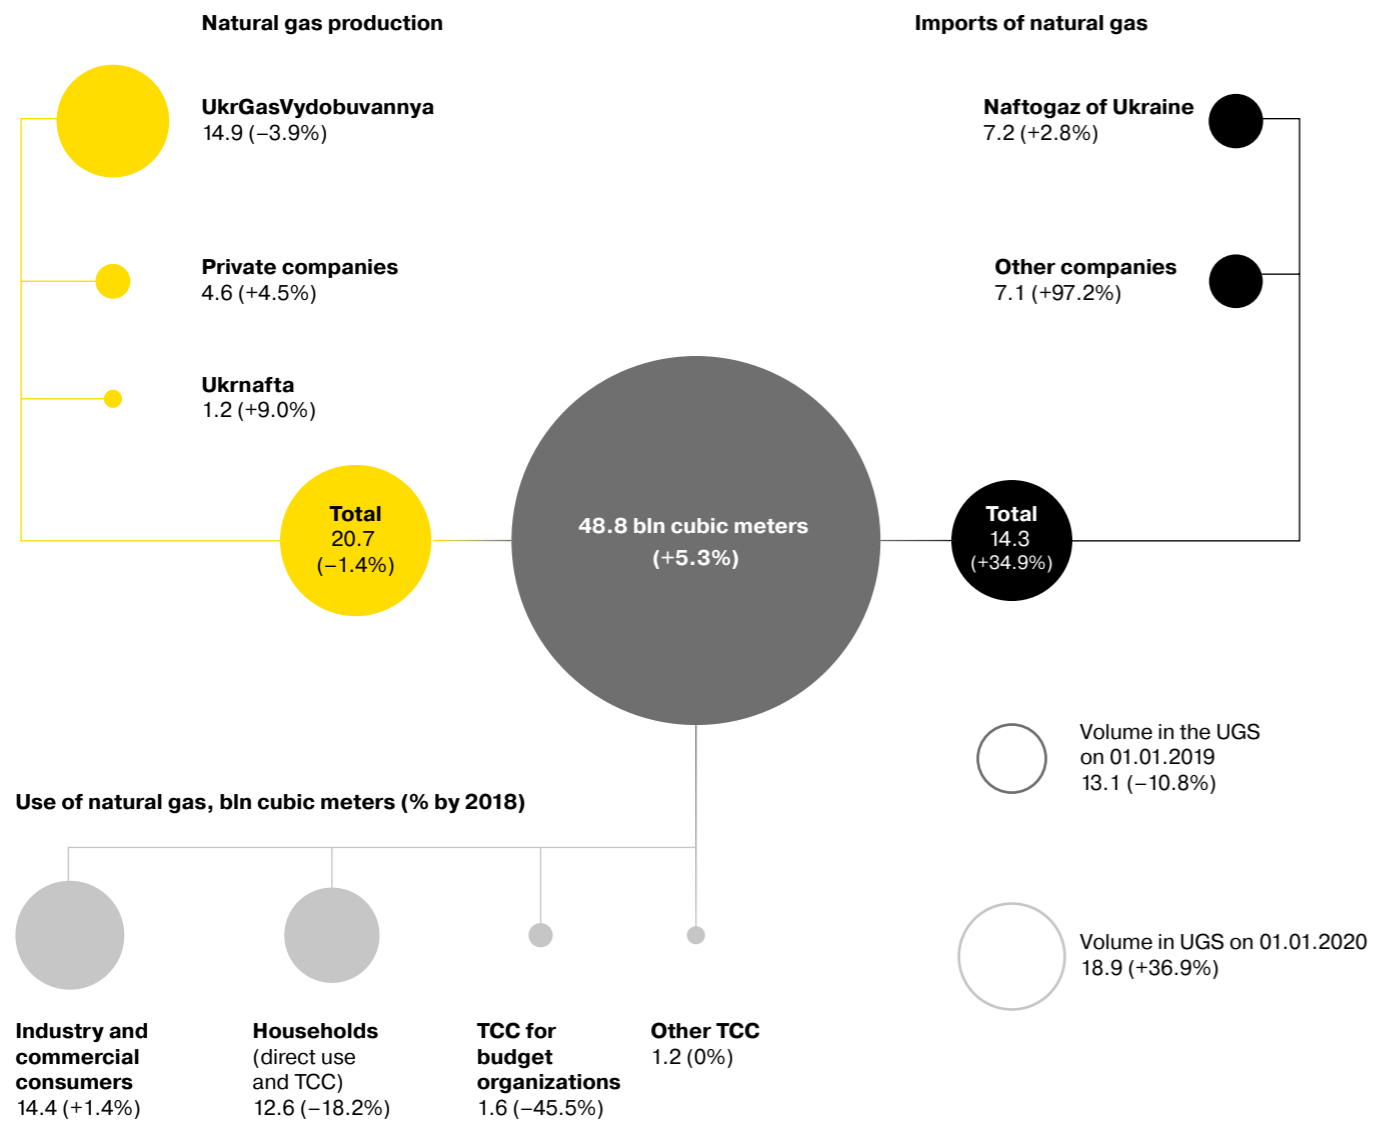 Natural gas production
UkrGasVydobuvannya
14.9 (−3.9%)
Private companies
4.6 (+4.5%)
Ukrnafta
1.2 (+9.0%)
Total
20.7
(−1.4%)
48.8 bln cubic meters
(+5.3%)
Imports of natural gas
Naftogaz of Ukraine
7.2 (+2.8%)
Other companies
7.1 (+97.2%)
Total
14.3
(+34.9%)
Volume in the UGS
on 01.01.2019
13.1 (−10.8%)
Volume in UGS on 01.01.2020
18.9 (+36.9%)
Use of natural gas, bln cubic meters (% by 2018)
Industry and
commercial
consumers
14.4 (+1.4%)
Households
(direct use
and TCC)
12.6 (−18.2%)
TCC for
budget
organizations
1.6 (−45.5%)
Other TCC
1.2 (0%)